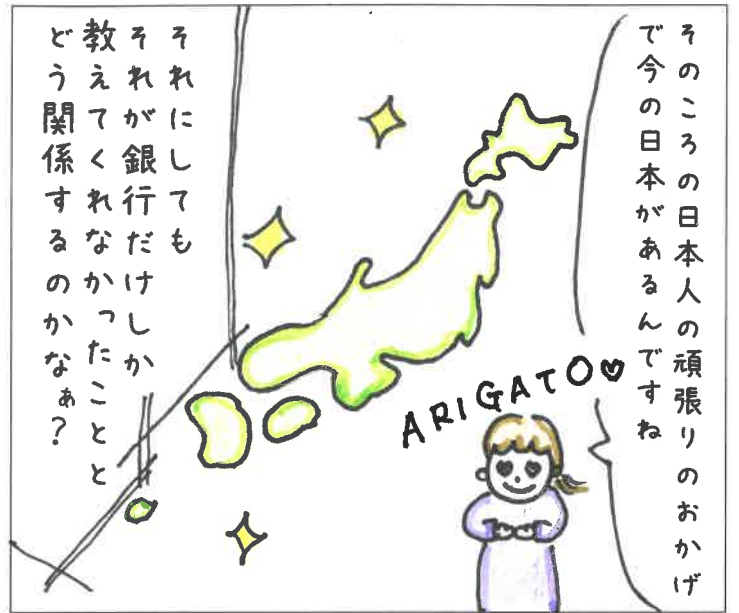 そのころの日本人の頑張りのおかげ
で今の日本があるんですね
ARIGATO♡
それにしても
それが銀行だけしか
教えてくれなかったことと
どう関係するのかなぁ？